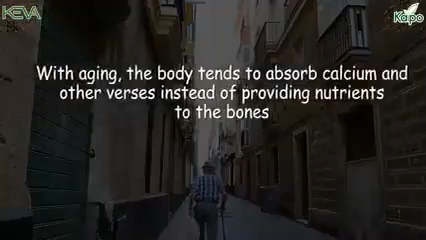 KEVA
Kaipo
With aging, the body tends to absorb calcium and
other verses instead of providing nutrients
to the bones